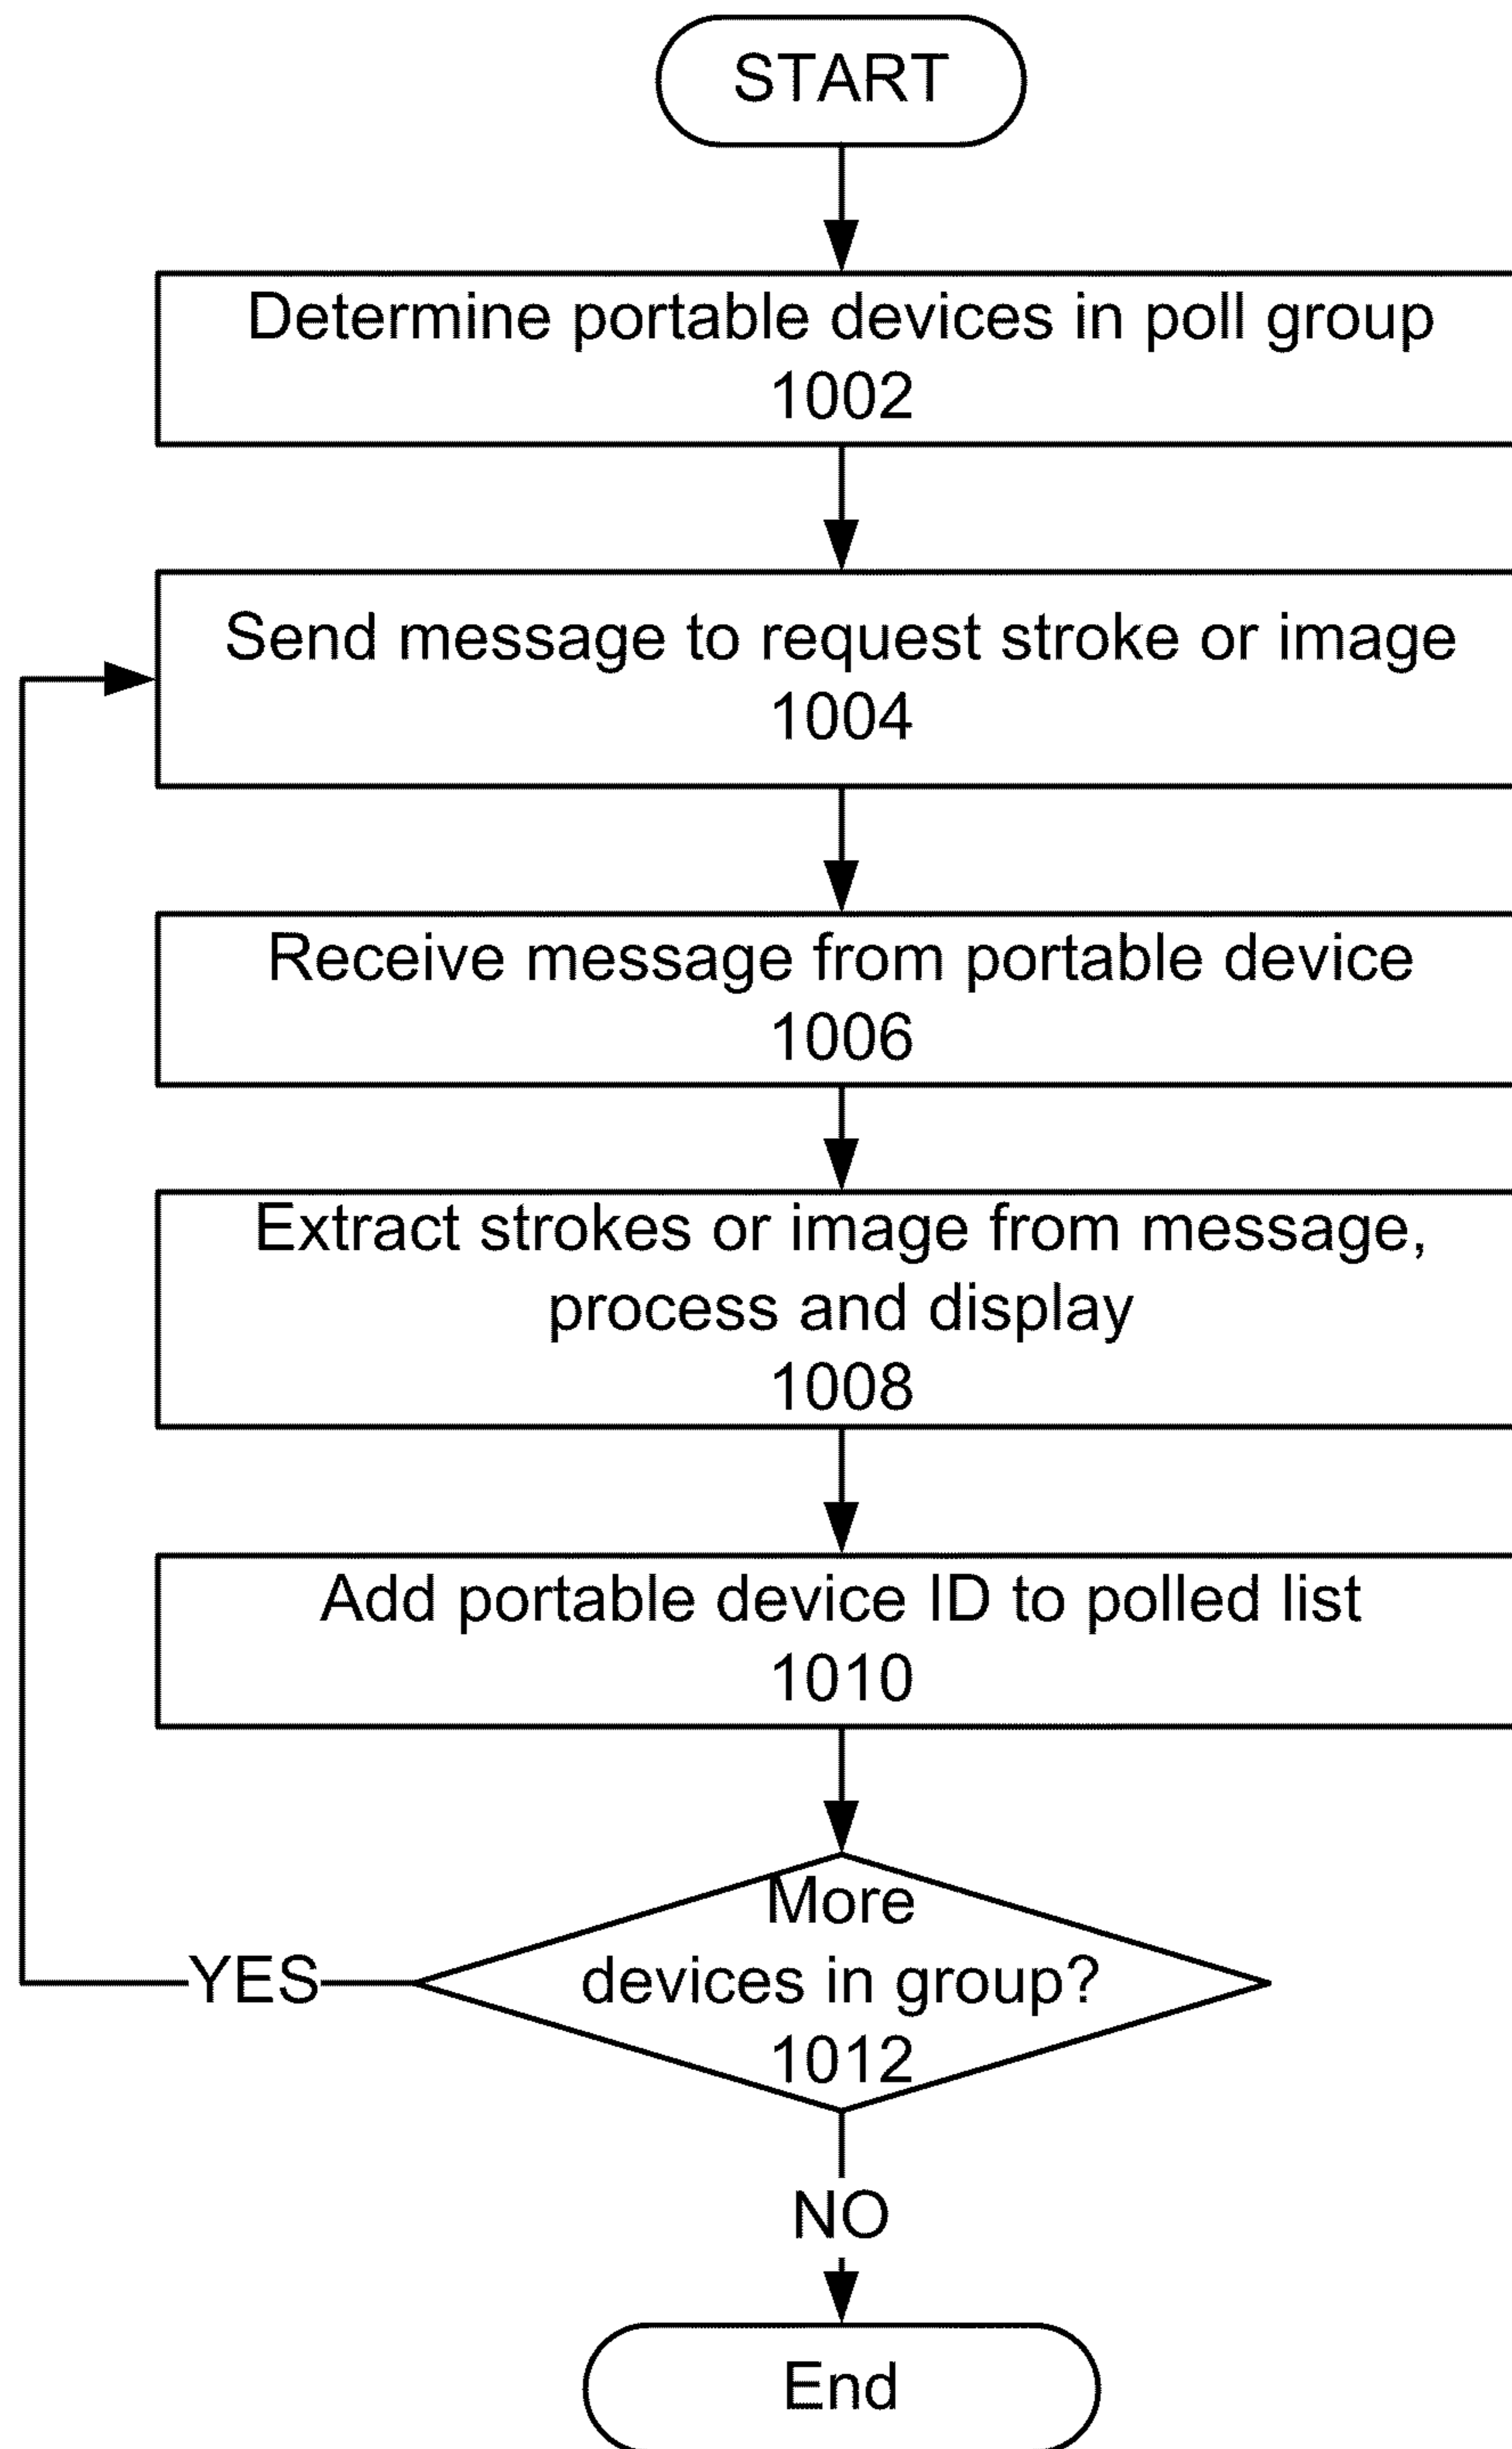 START
Determine portable devices in poll group
1002
Send message to request stroke or image
1004
Receive message from portable device
1006
Extract strokes or image from message,
process and display
1008
Add portable device ID to polled list
1010
More
devices in group?
1012
YES
NO
End